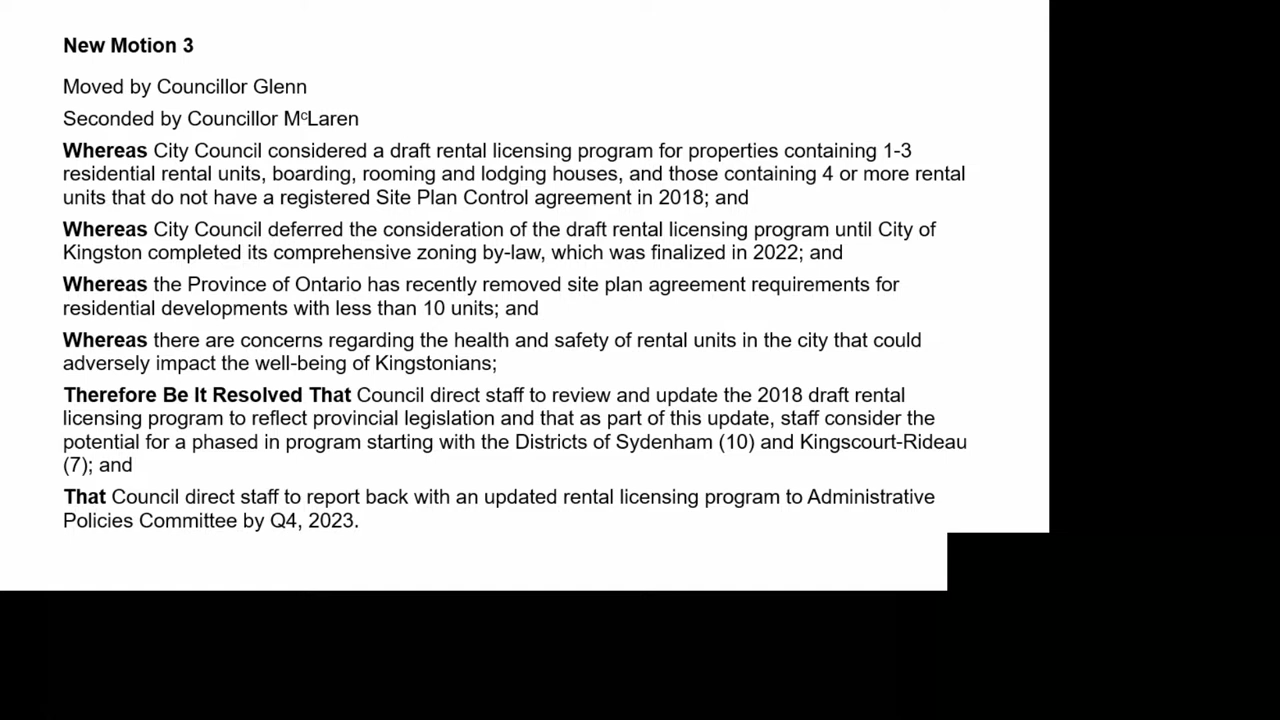 New Motion 3
Moved by Councillor Glenn
Seconded by Councillor McLaren
Whereas City Council considered a draft rental licensing program for properties containing 1-3
residential rental units, boarding, rooming and lodging houses, and those containing 4 or more rental
units that do not have a registered Site Plan Control agreement in 2018; and
Whereas City Council deferred the consideration of the draft rental licensing program until City of
Kingston completed its comprehensive zoning by-law, which was finalized in 2022; and
Whereas the Province of Ontario has recently removed site plan agreement requirements for
residential developments with less than 10 units; and
Whereas there are concerns regarding the health and safety of rental units in the city that could
adversely impact the well-being of Kingstonians;
Therefore Be It Resolved That Council direct staff to review and update the 2018 draft rental
licensing program to reflect provincial legislation and that as part of this update, staff consider the
potential for a phased in program starting with the Districts of Sydenham (10) and Kingscourt-Rideau
(7); and
That Council direct staff to report back with an updated rental licensing program to Administrative
Policies Committee by Q4, 2023.